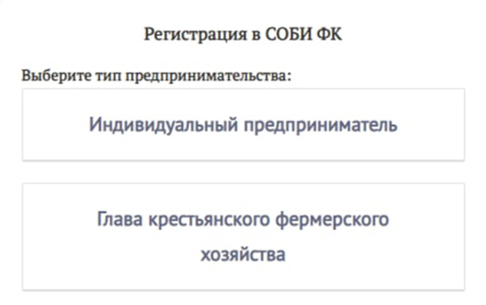 Регистрация в СОБИ ФК
Выберите тип предпринимательства:
Индивидуальный предприниматель
Глава крестьянского фермерского
хозяйства